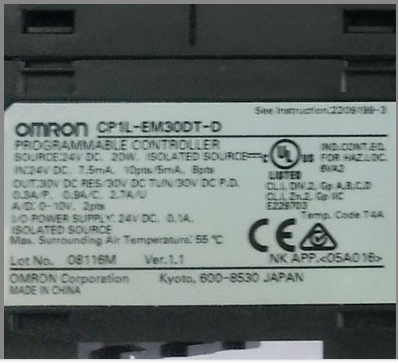 See Instruction:2209199-3
OMRON CP1L-EM30DT-D
PROGRAMMABLE CONTROLLER
SOURCE:24V DC, 20W, ISOLATED SOURCE
IN:24V DC, 7.5mA, 10pts/5mA, 8pts
OUT:30V DC RES/30V DC TUN/30V DC P.D.
0.3A/P, 0.9A/C, 2.7A/U
A/D:0-10V, 2pts
I/O POWER SUPPLY: 24V DC, 0.1A,
ISOLATED SOURCE
Max. Surrounding Air Temperature: 55 °C
UL
LISTED
IND.CONT.EQ.
FOR HAZ.LOC.
CL.I, DIV.2, Gp A,B,C,D
CL.I, Zn.2, Gp IIC
Temp. Code T4A
CE
Lot No. 08116M Ver.1.1
NK APP.<05A016>
OMRON Corporation Kyoto, 600-8530 JAPAN
MADE IN CHINA